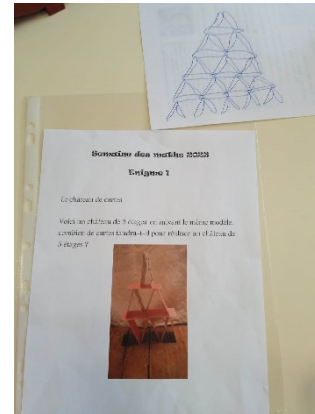 Semaine des maths 2023
Enigme 1
Le château de cartes
Voici un château de 3 étages en suivant le même modèle,
combien de cartes faudra-t-il pour réaliser un château de
5 étages ?